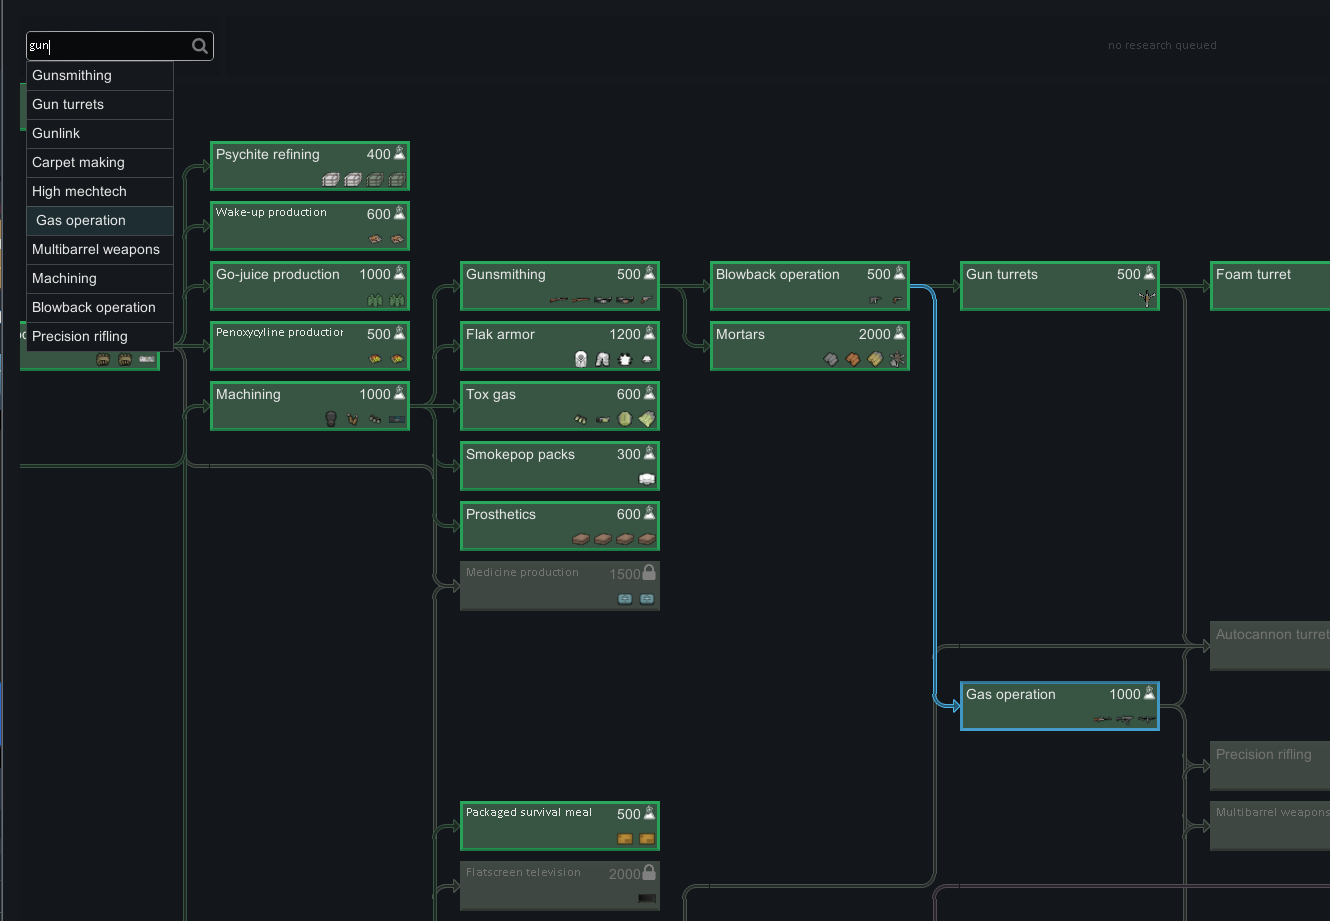 gun
no research queued
Gunsmithing
Gun turrets
Gunlink
Carpet making
High mechtech
Gas operation
Multibarrel weapons
Machining
Blowback operation
Precision rifling
Psychite refining 400
Wake-up production 600
Go-juice production 1000
Penoxycyline production 500
Machining 1000
Gunsmithing 500
Flak armor 1200
Tox gas 600
Smokepop packs 300
Prosthetics 600
Medicine production 1500
Packaged survival meal 500
Flatscreen television 2000
Blowback operation 500
Mortars 2000
Gun turrets 500
Gas operation 1000
Foam turret
Autocannon turret
Precision rifling
Multibarrel weapons